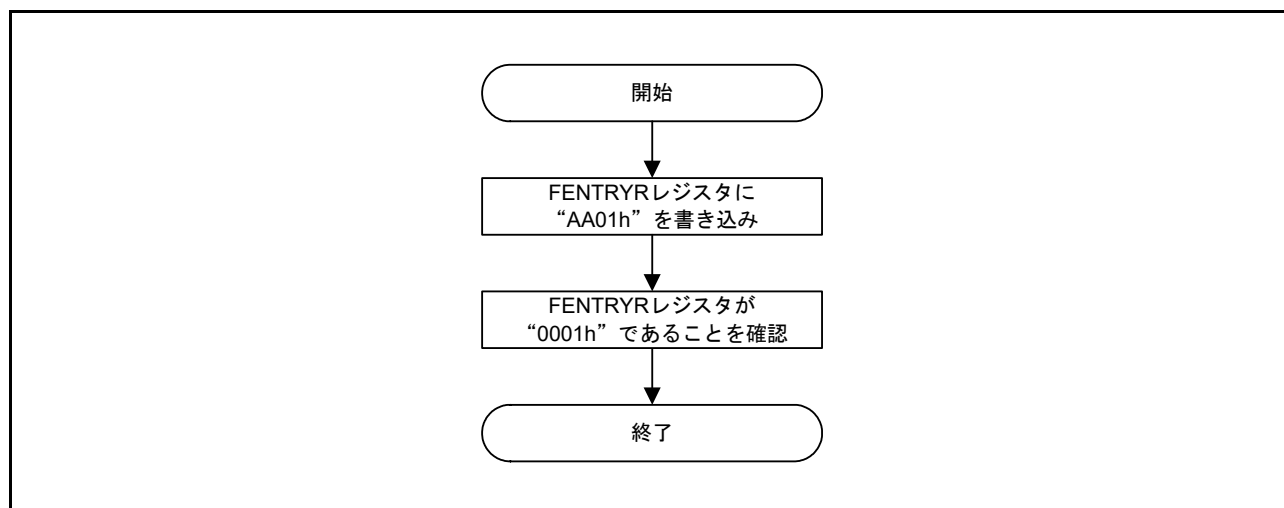 開始
FENTRYRレジスタに
“AA01h”を書き込み
FENTRYRレジスタが
“0001h”であることを確認
終了